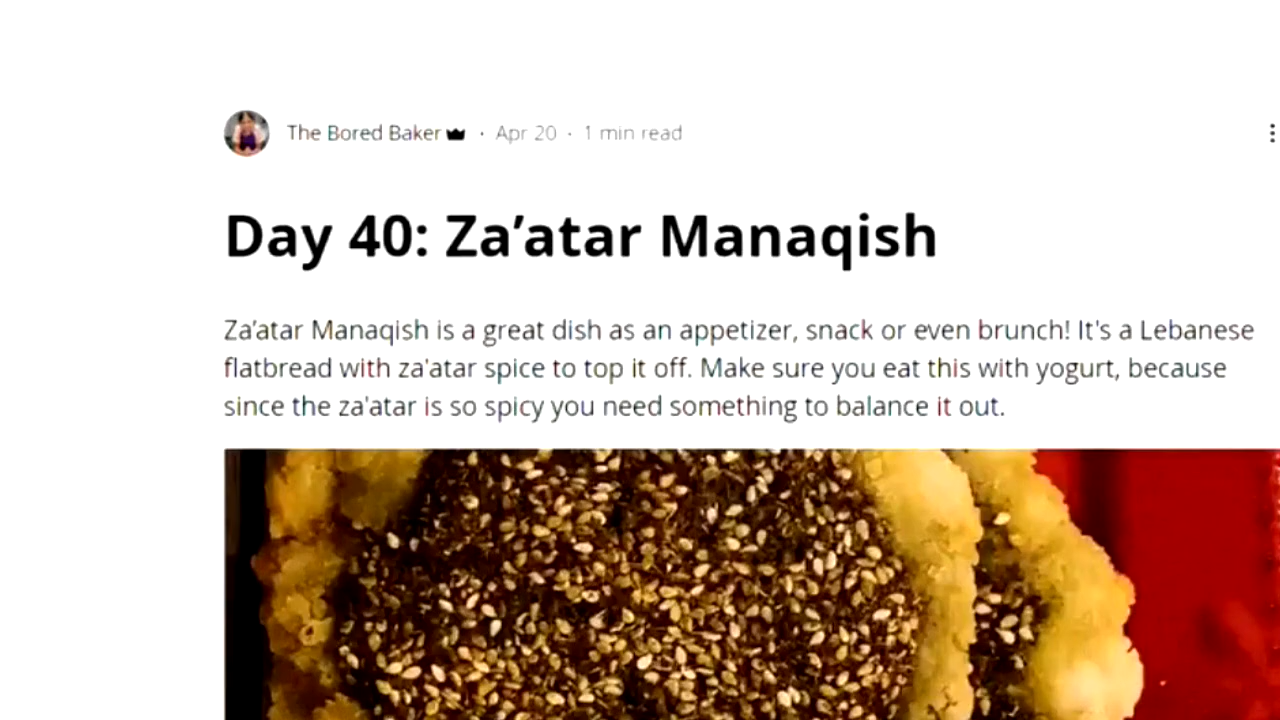 The Bored Baker · Apr 20 · 1 min read
Day 40: Za’atar Manaqish
Za’atar Manaqish is a great dish as an appetizer, snack or even brunch! It's a Lebanese
flatbread with za'atar spice to top it off. Make sure you eat this with yogurt, because
since the za'atar is so spicy you need something to balance it out.